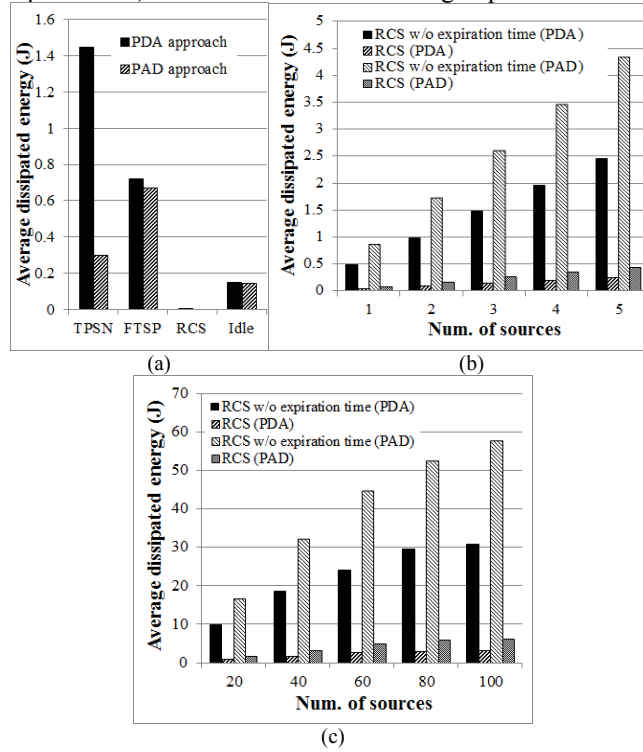 Average dissipated energy (J)
1.6
1.4
1.2
1
0.8
0.6
0.4
0.2
0
PDA approach
PAD approach
TPSN FTSP RCS Idle
(a)
Average dissipated energy (J)
5
4.5
4
3.5
3
2.5
2
1.5
1
0.5
0
RCS w/o expiration time (PDA)
RCS (PDA)
RCS w/o expiration time (PAD)
RCS (PAD)
1 2 3 4 5
Num. of sources
(b)
Average dissipated energy (J)
70
60
50
40
30
20
10
0
RCS w/o expiration time (PDA)
RCS (PDA)
RCS w/o expiration time (PAD)
RCS (PAD)
20 40 60 80 100
Num. of sources
(c)